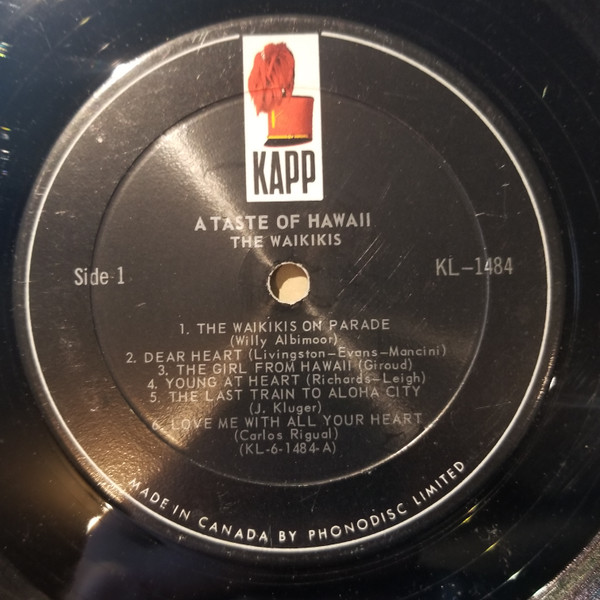 KAPP
A TASTE OF HAWAII
THE WAIKIKIS
Side 1
KL-1484
1. THE WAIKIKIS ON PARADE
(Willy Albimoor)
2. DEAR HEART (Livingston-Evans-Mancini)
3. THE GIRL FROM HAWAII (Giroud)
4. YOUNG AT HEART (Richards-Leigh)
5. THE LAST TRAIN TO ALOHA CITY
(J. Kluger)
6. LOVE ME WITH ALL YOUR HEART
(Carlos Rigual)
(KL-6-1484-A)
MADE IN CANADA BY PHONODISC LIMITED